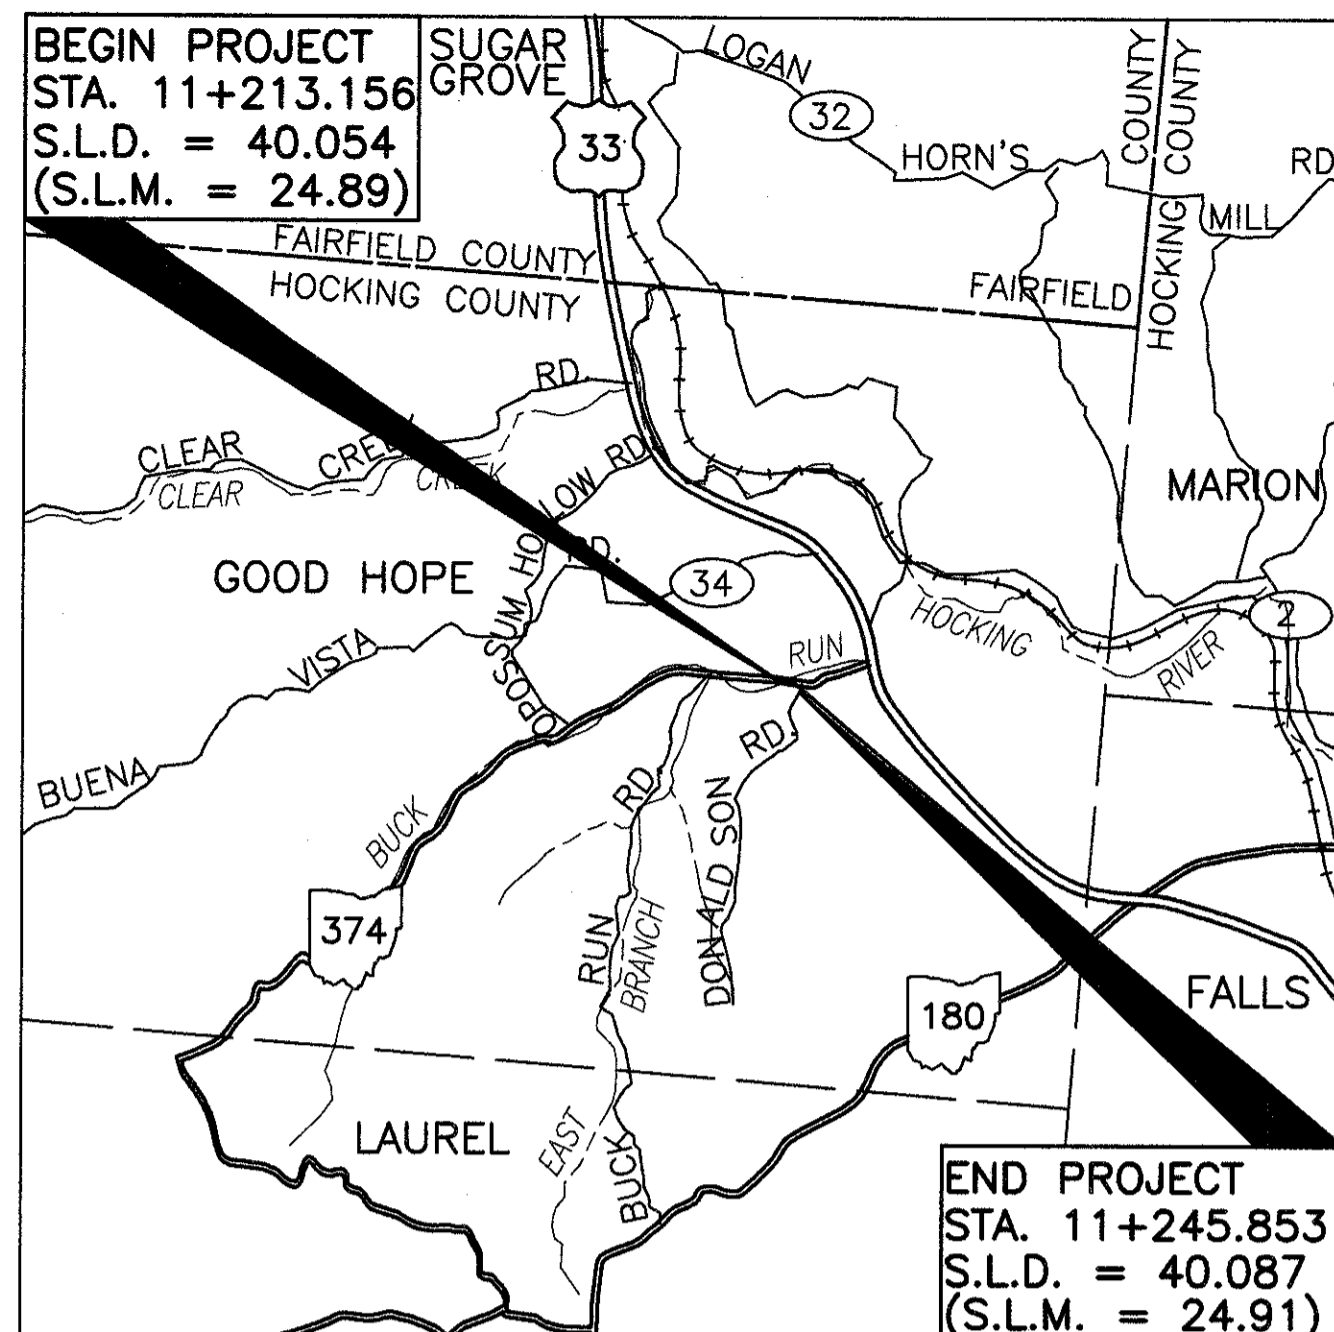 BEGIN PROJECT
STA. 11+213.156
S.L.D. = 40.054
(S.L.M. = 24.89)
SUGAR
GROVE
33
LOGAN
32
HORN'S
MILL
RD
COUNTY
HOCKING COUNTY
FAIRFIELD COUNTY
HOCKING COUNTY
FAIRFIELD
CLEAR
RD.
CLEAR
CREEK
OPOSSUM HOLLOW RD
RD.
34
GOOD HOPE
MARION
HOCKING
RIVER
2
BUENA
VISTA
RUN
BUCK
374
RD.
DONALD SON
RD
RUN
BUCK
BRANCH
EAST
180
FALLS
LAUREL
END PROJECT
STA. 11+245.853
S.L.D. = 40.087
(S.L.M. = 24.91)